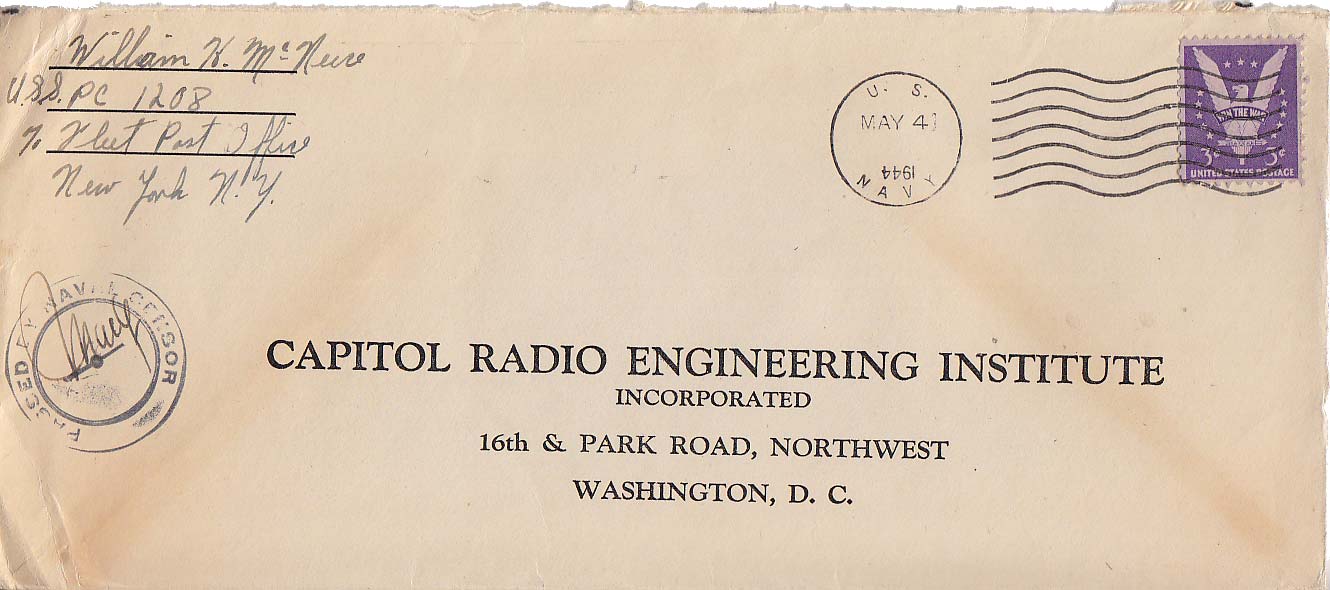 William K. McNeese
U.S.S. PC 1208
% Fleet Post Office
New York N.Y.
U. S.
MAY 4
1944
NAVY
WIN THE WAR
3¢ 3¢
UNITED STATES POSTAGE
PASSED BY NAVAL CENSOR
CAPITOL RADIO ENGINEERING INSTITUTE
INCORPORATED
16th & PARK ROAD, NORTHWEST
WASHINGTON, D. C.